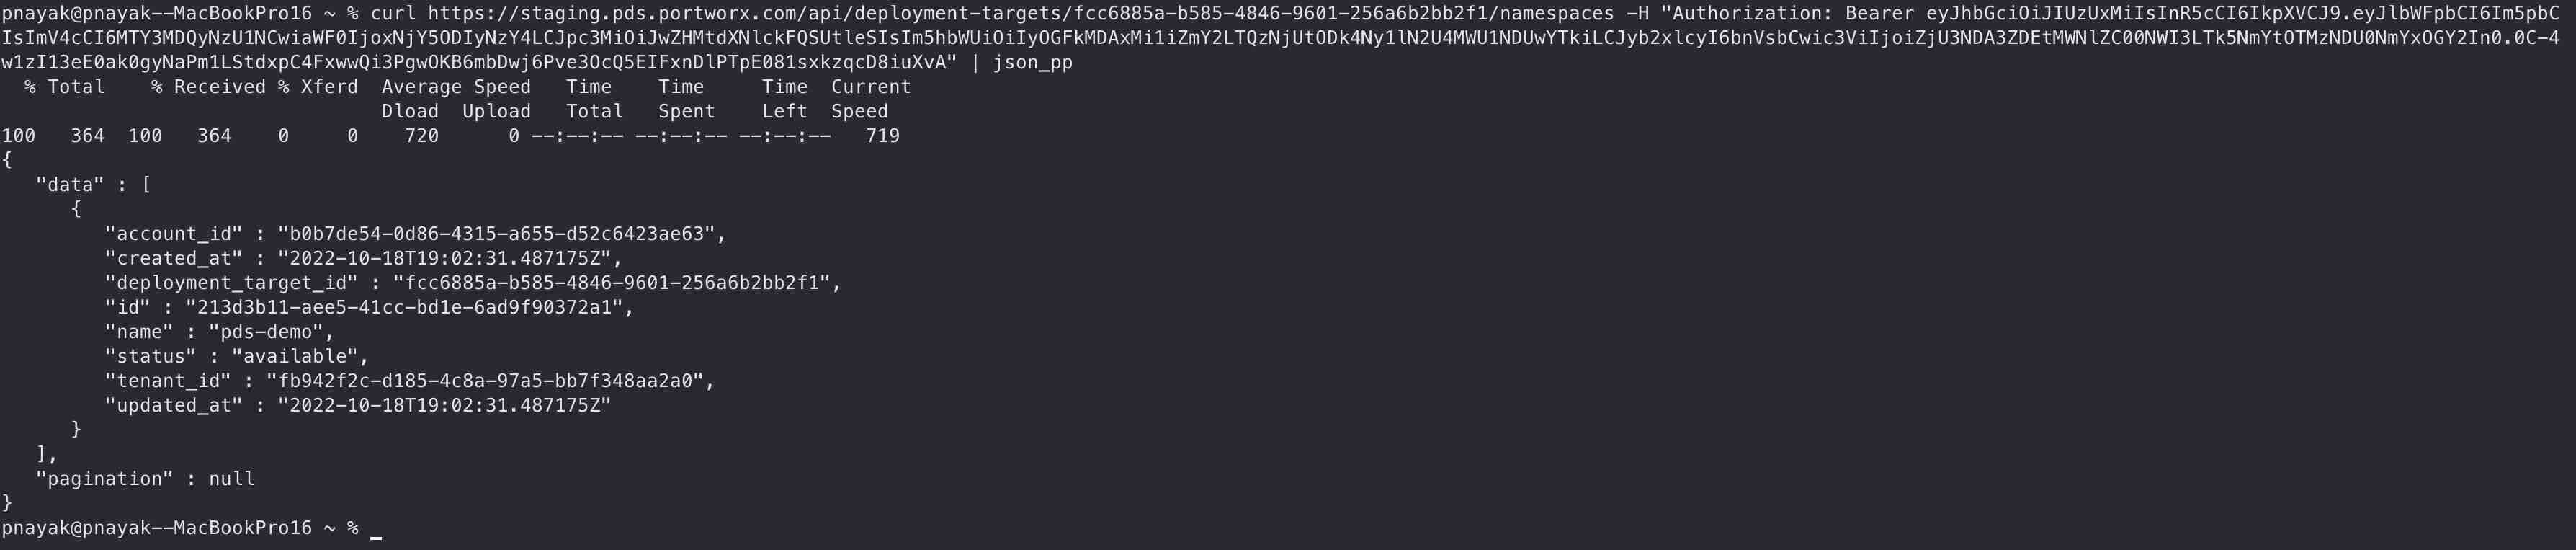 pnayak@pnayak--MacBookPro16 ~ % curl https://staging.pds.portworx.com/api/deployment-targets/fcc6885a-b585-4846-9601-256a6b2bb2f1/namespaces -H "Authorization: Bearer eyJhbGciOiJIUzUxMiIsInR5cCI6IkpXVCJ9.eyJlbWFpbCI6Im5pbC
IsImV4cCI6MTY3MDQyNzU1NCwiaWF0IjoxNjY5ODIyNzY4LCJpc3MiOiJwZHMtdXNlckFQSUtleSIsIm5hbWUiOiIyOGFkMDAxMi1iZmY2LTQzNjUtODk4Ny1lN2U4MWU1NDUwYTkiLCJyb2xlcyI6bnVsbCwic3ViIjoiZjU3NDA3ZDEtMWNlZC00NWI3LTk5NmYtOTMzNDU0NmYxOGY2In0.0C-4
w1zI13eE0ak0gyNaPm1LStdxpC4FxwwQi3PgwOKB6mbDwj6Pve3OcQ5EIFxnDlPTpE081sxkzqcD8iuXvA" | json_pp
% Total % Received % Xferd Average Speed Time Time Time Current
Dload Upload Total Spent Left Speed
100 364 100 364 0 0 720 0 --:--:-- --:--:-- --:--:-- 719
{
"data" : [
{
"account_id" : "b0b7de54-0d86-4315-a655-d52c6423ae63",
"created_at" : "2022-10-18T19:02:31.487175Z",
"deployment_target_id" : "fcc6885a-b585-4846-9601-256a6b2bb2f1",
"id" : "213d3b11-aee5-41cc-bd1e-6ad9f90372a1",
"name" : "pds-demo",
"status" : "available",
"tenant_id" : "fb942f2c-d185-4c8a-97a5-bb7f348aa2a0",
"updated_at" : "2022-10-18T19:02:31.487175Z"
}
],
"pagination" : null
}
pnayak@pnayak--MacBookPro16 ~ % _